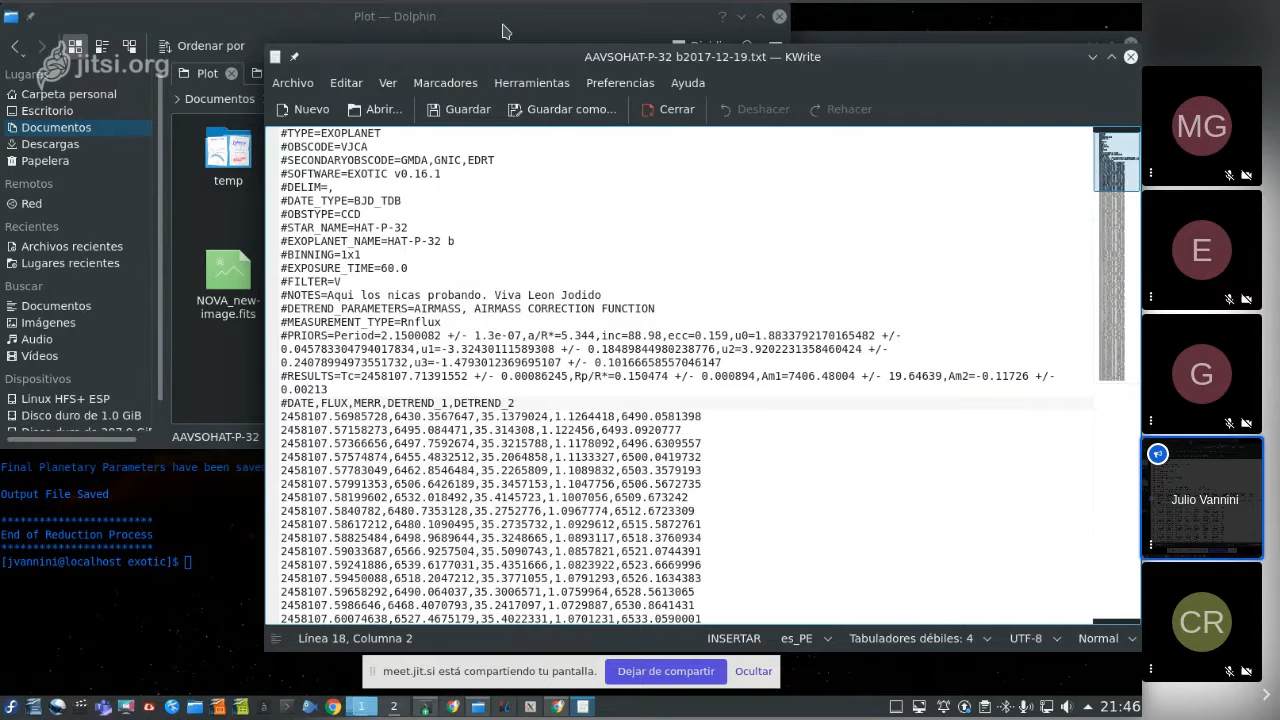 Plot — Dolphin
jitsi.org
Ordenar por
Lugar
Plot
Carpeta personal
Escritorio
Documentos
Descargas
Papelera
Remotos
Red
Recientes
Archivos recientes
Lugares recientes
Buscar
Documentos
Imágenes
Audio
Vídeos
Dispositivos
Linux HFS+ ESP
Disco duro de 1.0 GiB
Documentos
temp
NOVA_new-
image.fits
AAVSOHAT-P-32
Final Planetary Parameters have been saved
Output File Saved
************************
End of Reduction Process
************************
[jvannini@localhost exotic]$
AAVSOHAT-P-32 b2017-12-19.txt — KWrite
Archivo Editar Ver Marcadores Herramientas Preferencias Ayuda
Nuevo Abrir... Guardar Guardar como... Cerrar Deshacer Rehacer
#TYPE=EXOPLANET
#OBSCODE=VJCA
#SECONDARYOBSCODE=GMDA,GNIC,EDRT
#SOFTWARE=EXOTIC v0.16.1
#DELIM=,
#DATE_TYPE=BJD_TDB
#OBSTYPE=CCD
#STAR_NAME=HAT-P-32
#EXOPLANET_NAME=HAT-P-32 b
#BINNING=1x1
#EXPOSURE_TIME=60.0
#FILTER=V
#NOTES=Aqui los nicas probando. Viva Leon Jodido
#DETREND_PARAMETERS=AIRMASS, AIRMASS CORRECTION FUNCTION
#MEASUREMENT_TYPE=Rnflux
#PRIORS=Period=2.1500082 +/- 1.3e-07,a/R*=5.344,inc=88.98,ecc=0.159,u0=1.8833792170165482 +/-
0.045783304794017834,u1=-3.32430111589308 +/- 0.18489844980238776,u2=3.9202231358460424 +/-
0.24078994973551732,u3=-1.4793012369695107 +/- 0.10166658557046147
#RESULTS=Tc=2458107.71391552 +/- 0.00086245,Rp/R*=0.150474 +/- 0.000894,Am1=7406.48004 +/- 19.64639,Am2=-0.11726 +/-
0.00213
#DATE,FLUX,MERR,DETREND_1,DETREND_2
2458107.56985728,6430.3567647,35.1379024,1.1264418,6490.0581398
2458107.57158273,6495.084471,35.314308,1.122456,6493.0920777
2458107.57366656,6497.7592674,35.3215788,1.1178092,6496.6309557
2458107.57574874,6455.4832512,35.2064858,1.1133327,6500.0419732
2458107.57783049,6462.8546484,35.2265809,1.1089832,6503.3579193
2458107.57991353,6506.6426189,35.3457153,1.1047756,6506.5672735
2458107.58199602,6532.018492,35.4145723,1.1007056,6509.673242
2458107.5840782,6480.7353128,35.2752776,1.0967774,6512.6723309
2458107.58617212,6480.1090495,35.2735732,1.0929612,6515.5872761
2458107.58825484,6498.9689044,35.3248665,1.0893117,6518.3760934
2458107.59033687,6566.9257504,35.5090743,1.0857821,6521.0744391
2458107.59241886,6539.6177031,35.4351666,1.0823922,6523.6669996
2458107.59450088,6518.2047212,35.3771055,1.0791293,6526.1634383
2458107.59658292,6490.064037,35.3006571,1.0759964,6528.5613065
2458107.5986646,6468.4070793,35.2417097,1.0729887,6530.8641431
2458107.60074638,6527.4675179,35.4022331,1.0701231,6533.0590001
Línea 18, Columna 2
INSERTAR es_PE Tabuladores débiles: 4 UTF-8 Normal
meet.jit.si está compartiendo tu pantalla. Dejar de compartir Ocultar
1 2
21:46
MG
E
G
Julio Vannini
CR